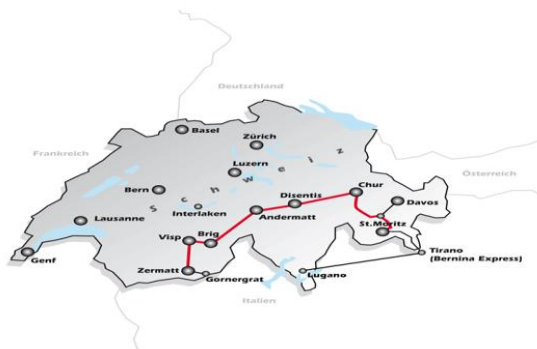 Deutschland
Basel
Zürich
Frankreich
Luzern
Schweiz
Österreich
Bern
Disentis
Chur
Davos
Interlaken
Andermatt
Lausanne
St.Moritz
Visp
Brig
Tirano
(Bernina Express)
Genf
Zermatt
Gornergrat
Lugano
Italien